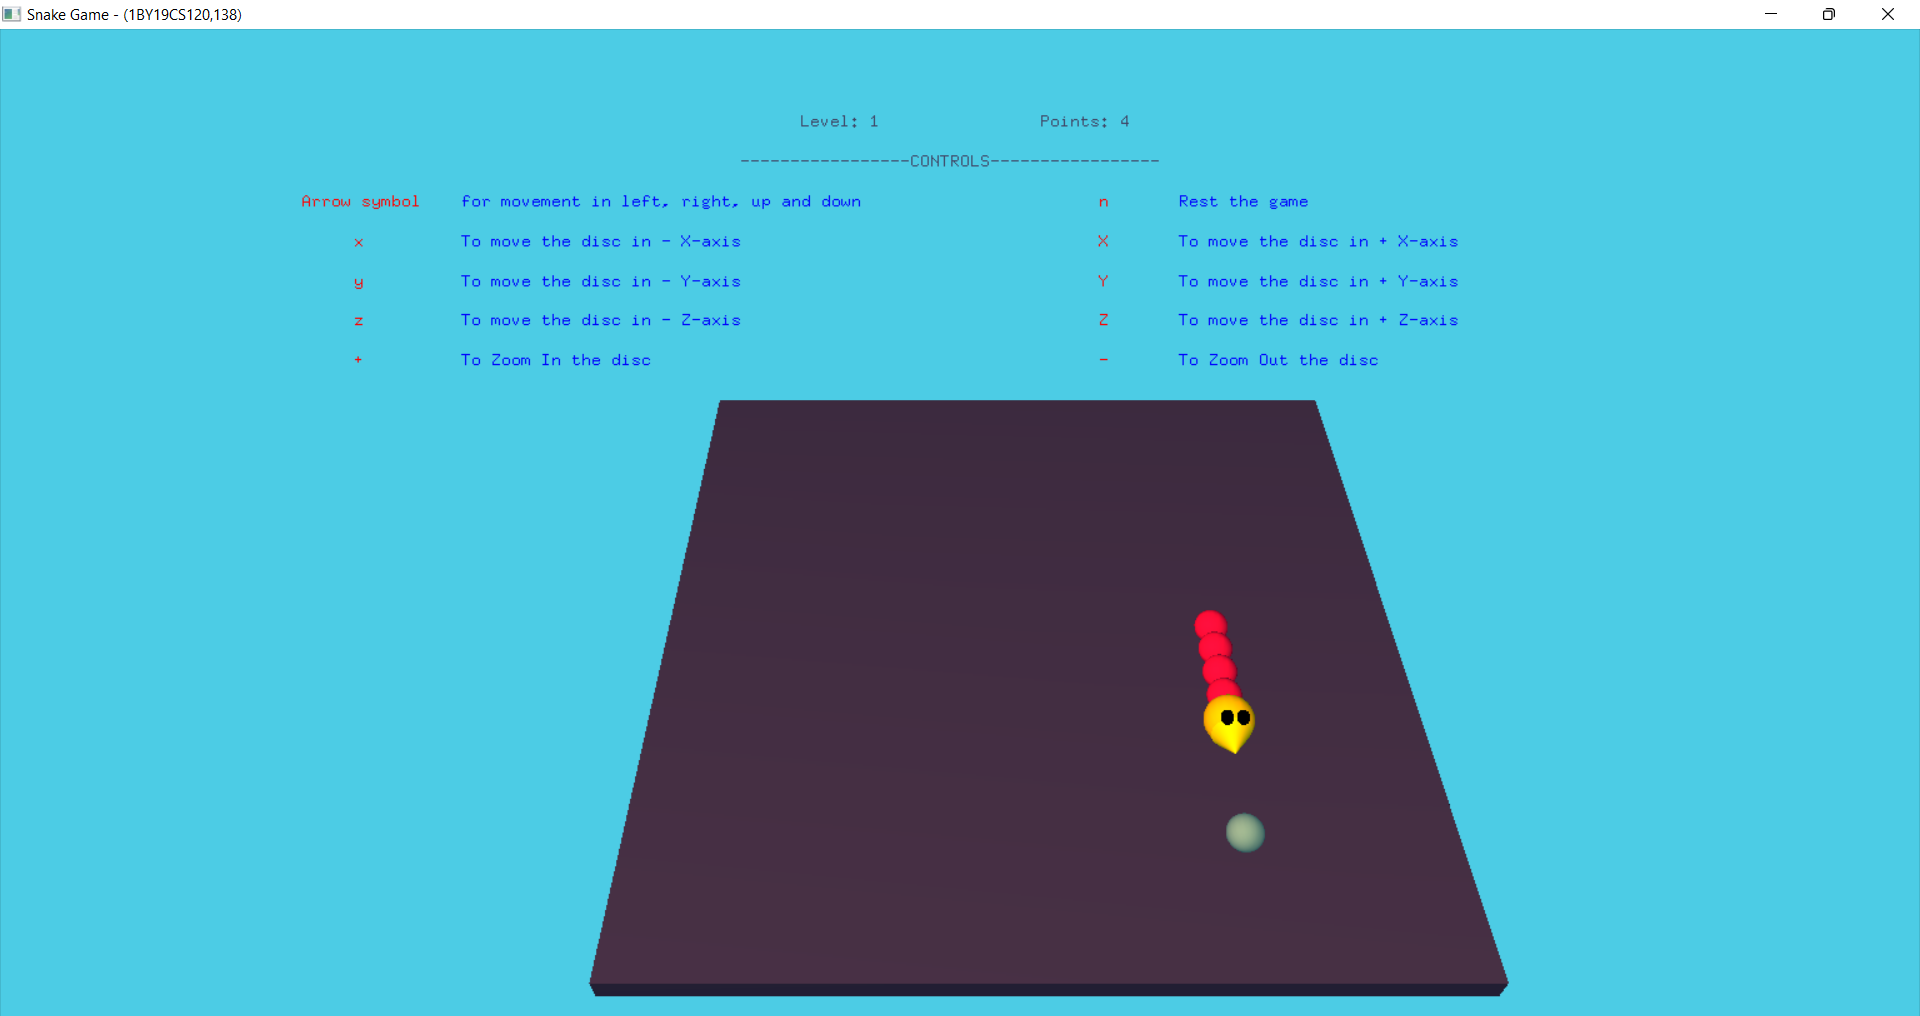 Snake Game - (1BY19CS120,138)
Level: 1 Points: 4
-----------------CONTROLS-----------------
Arrow symbol for movement in left, right, up and down n Rest the game
x To move the disc in - X-axis X To move the disc in + X-axis
y To move the disc in - Y-axis Y To move the disc in + Y-axis
z To move the disc in - Z-axis Z To move the disc in + Z-axis
+ To Zoom In the disc - To Zoom Out the disc